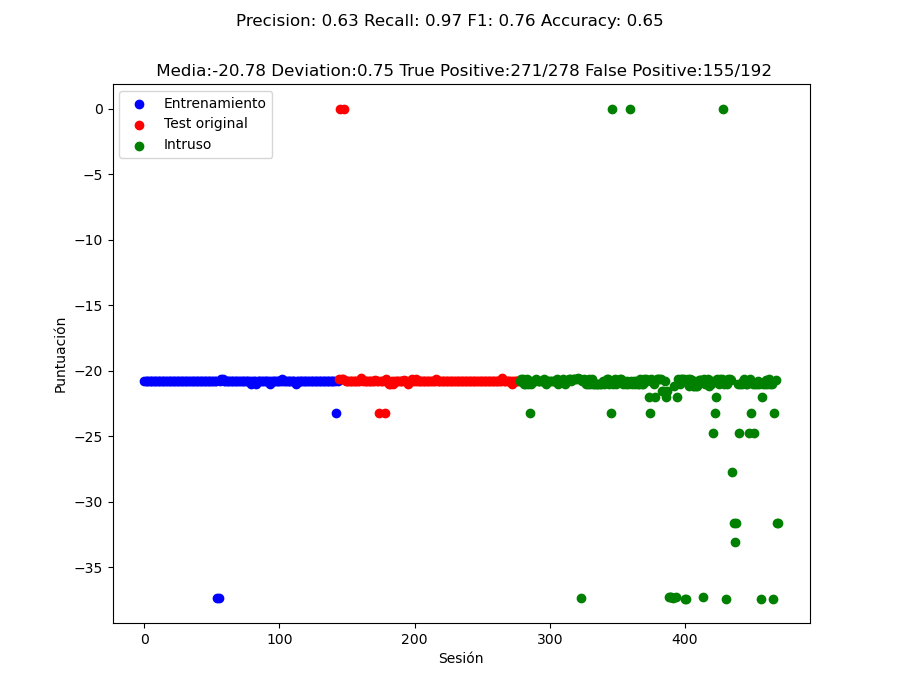 Precision: 0.63 Recall: 0.97 F1: 0.76 Accuracy: 0.65
Media:-20.78 Deviation:0.75 True Positive:271/278 False Positive:155/192
Entrenamiento
Test original
Intruso
0
−5
−10
−15
−20
−25
−30
−35
Puntuación
0 100 200 300 400
Sesión